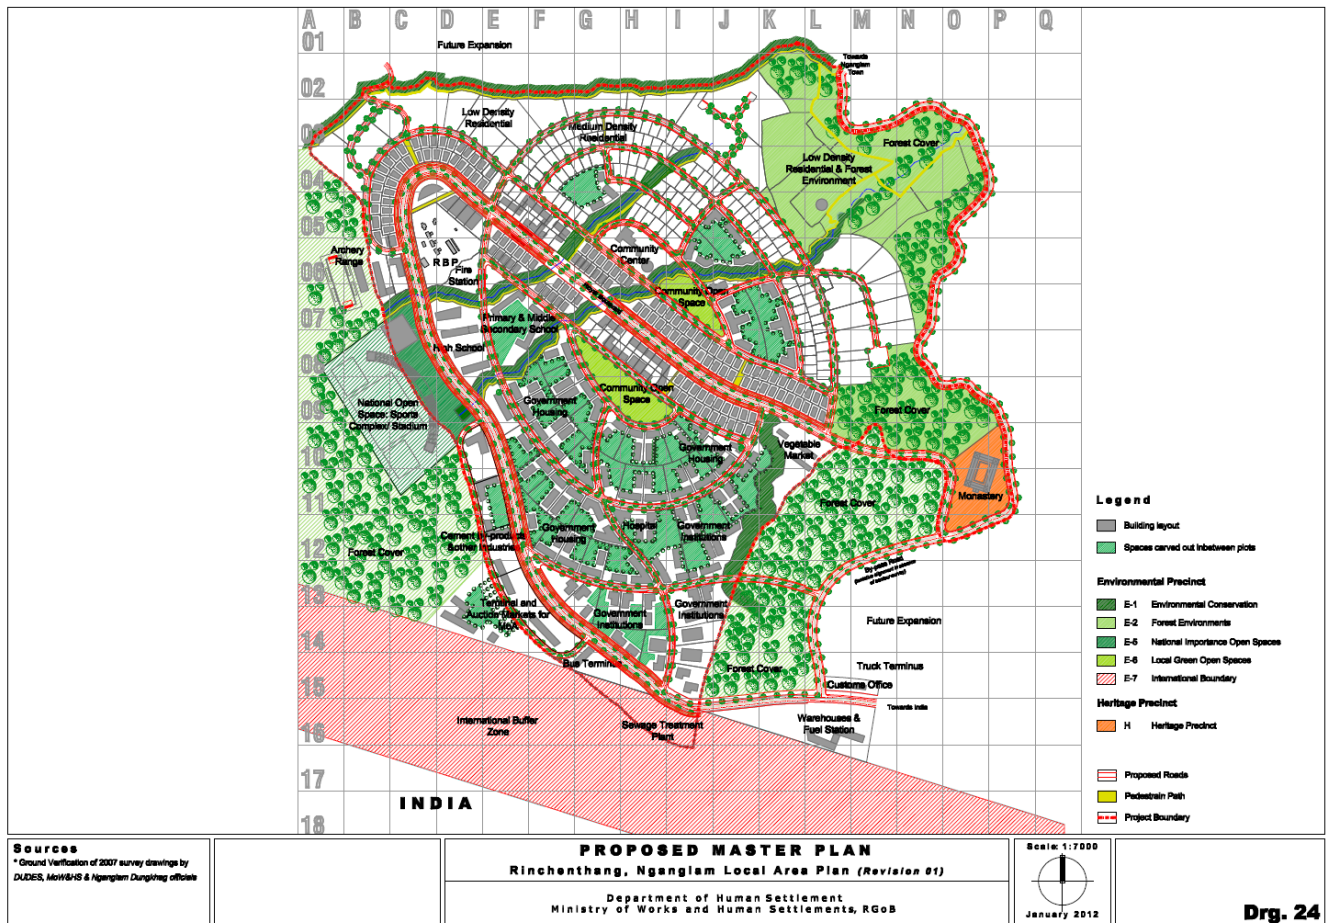 A B C D E F G H I J K L M N O P Q
01
Future Expansion
Towards
Nganglam
Town
02
Low Density
Residential
Medium Density
Residential
03
Forest Cover
Low Density
Residential & Forest
Environment
04
05
Archery
Range
Community
Center
06
R B P
Fire
Station
Community Open
Space
07
Primary & Middle
Secondary School
High School
08
Community Open
Space
09
National Open
Space: Sports
Complex/ Stadium
Government
Housing
Forest Cover
10
Government
Housing
Vegetable
Market
Monastery
11
Forest Cover
Government
Housing
Hospital
Government
Institutions
12
Forest Cover
Cement by-products
&other Industries
By-pass Road
13
Terminal and
Auction Markets for
MoA
Government
Institutions
Government
Institutions
14
Future Expansion
Bus Terminus
Forest Cover
Truck Terminus
15
Customs Office
Towards India
16
International Buffer
Zone
Sewage Treatment
Plant
Warehouses &
Fuel Station
17
INDIA
18
Legend
Building layout
Spaces carved out inbetween plots
Environmental Precinct
E-1 Environmental Conservation
E-2 Forest Environments
E-5 National Importance Open Spaces
E-6 Local Green Open Spaces
E-7 International Boundary
Heritage Precinct
H Heritage Precinct
Proposed Roads
Pedestrain Path
Project Boundary
Sources
* Ground Verification of 2007 survey drawings by
DUDES, MoW&HS & Nganglam Dungkhag officials
PROPOSED MASTER PLAN
Rinchenthang, Nganglam Local Area Plan (Revision 01)
Department of Human Settlement
Ministry of Works and Human Settlements, RGoB
Scale: 1:7000
January 2012
Drg. 24